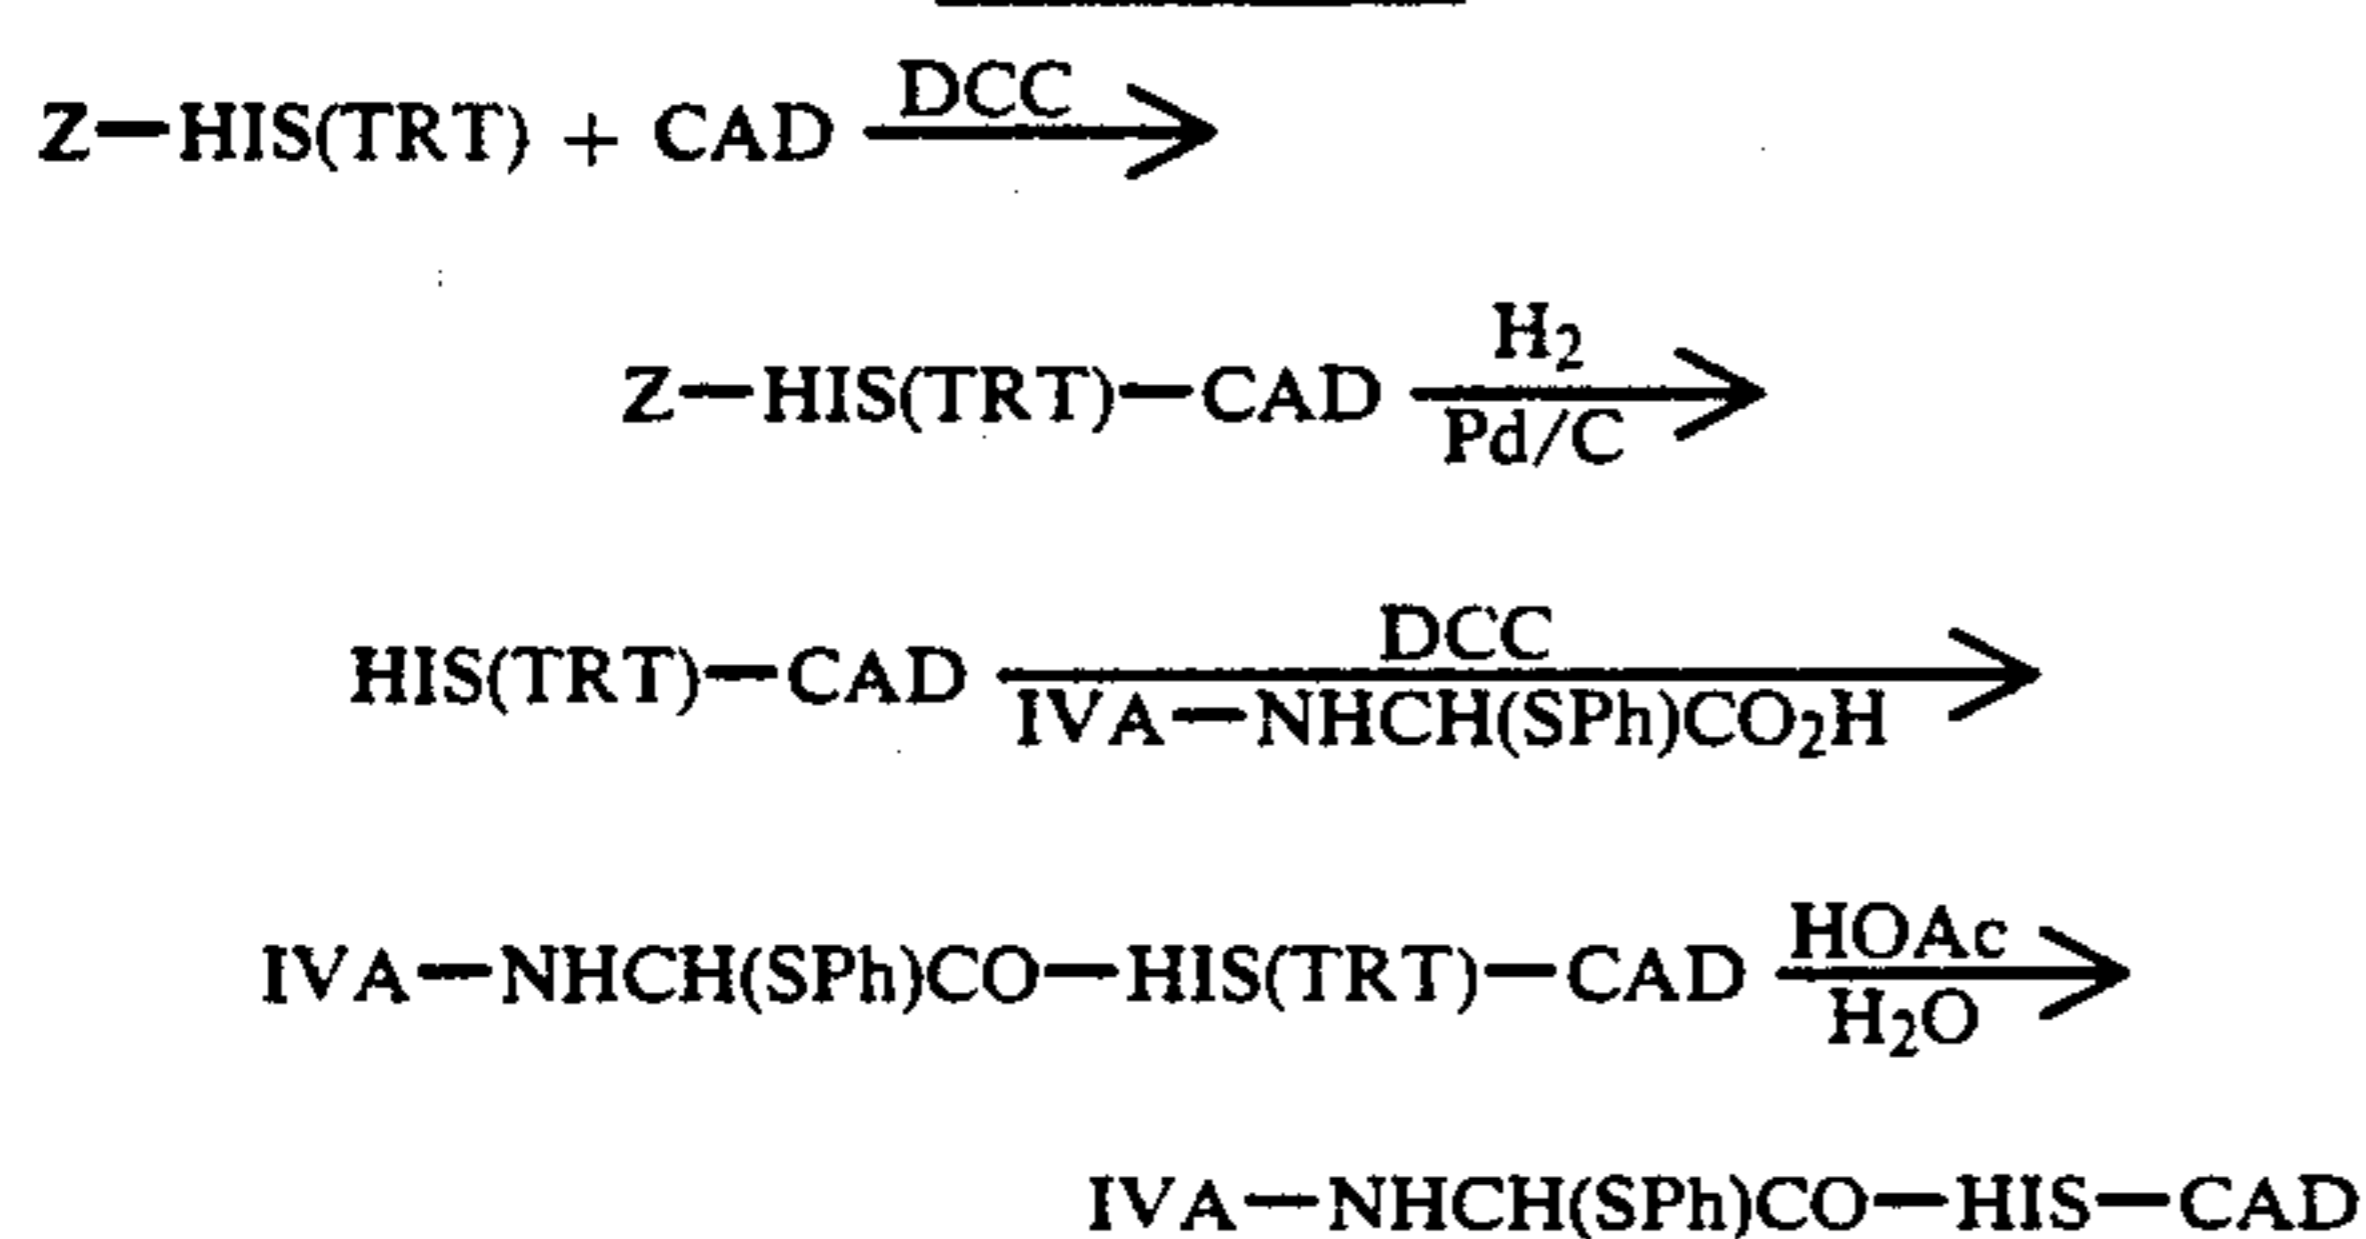 Z—HIS(TRT) + CAD DCC
Z—HIS(TRT)—CAD H2 Pd/C
HIS(TRT)—CAD DCC IVA—NHCH(SPh)CO2H
IVA—NHCH(SPh)CO—HIS(TRT)—CAD HOAc H2O
IVA—NHCH(SPh)CO—HIS—CAD